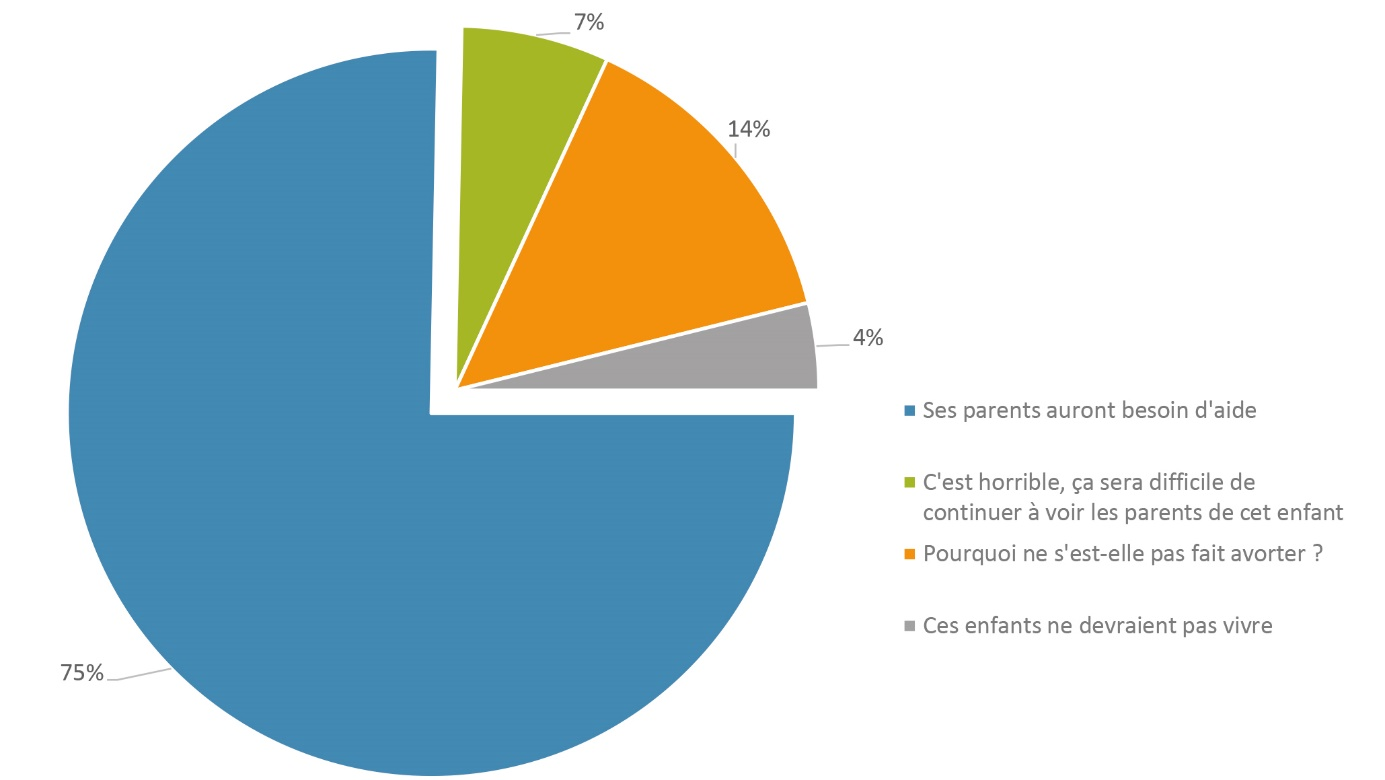 7%
14%
4%
75%
Ses parents auront besoin d'aide
C'est horrible, ça sera difficile de
continuer à voir les parents de cet enfant
Pourquoi ne s'est-elle pas fait avorter ?
Ces enfants ne devraient pas vivre